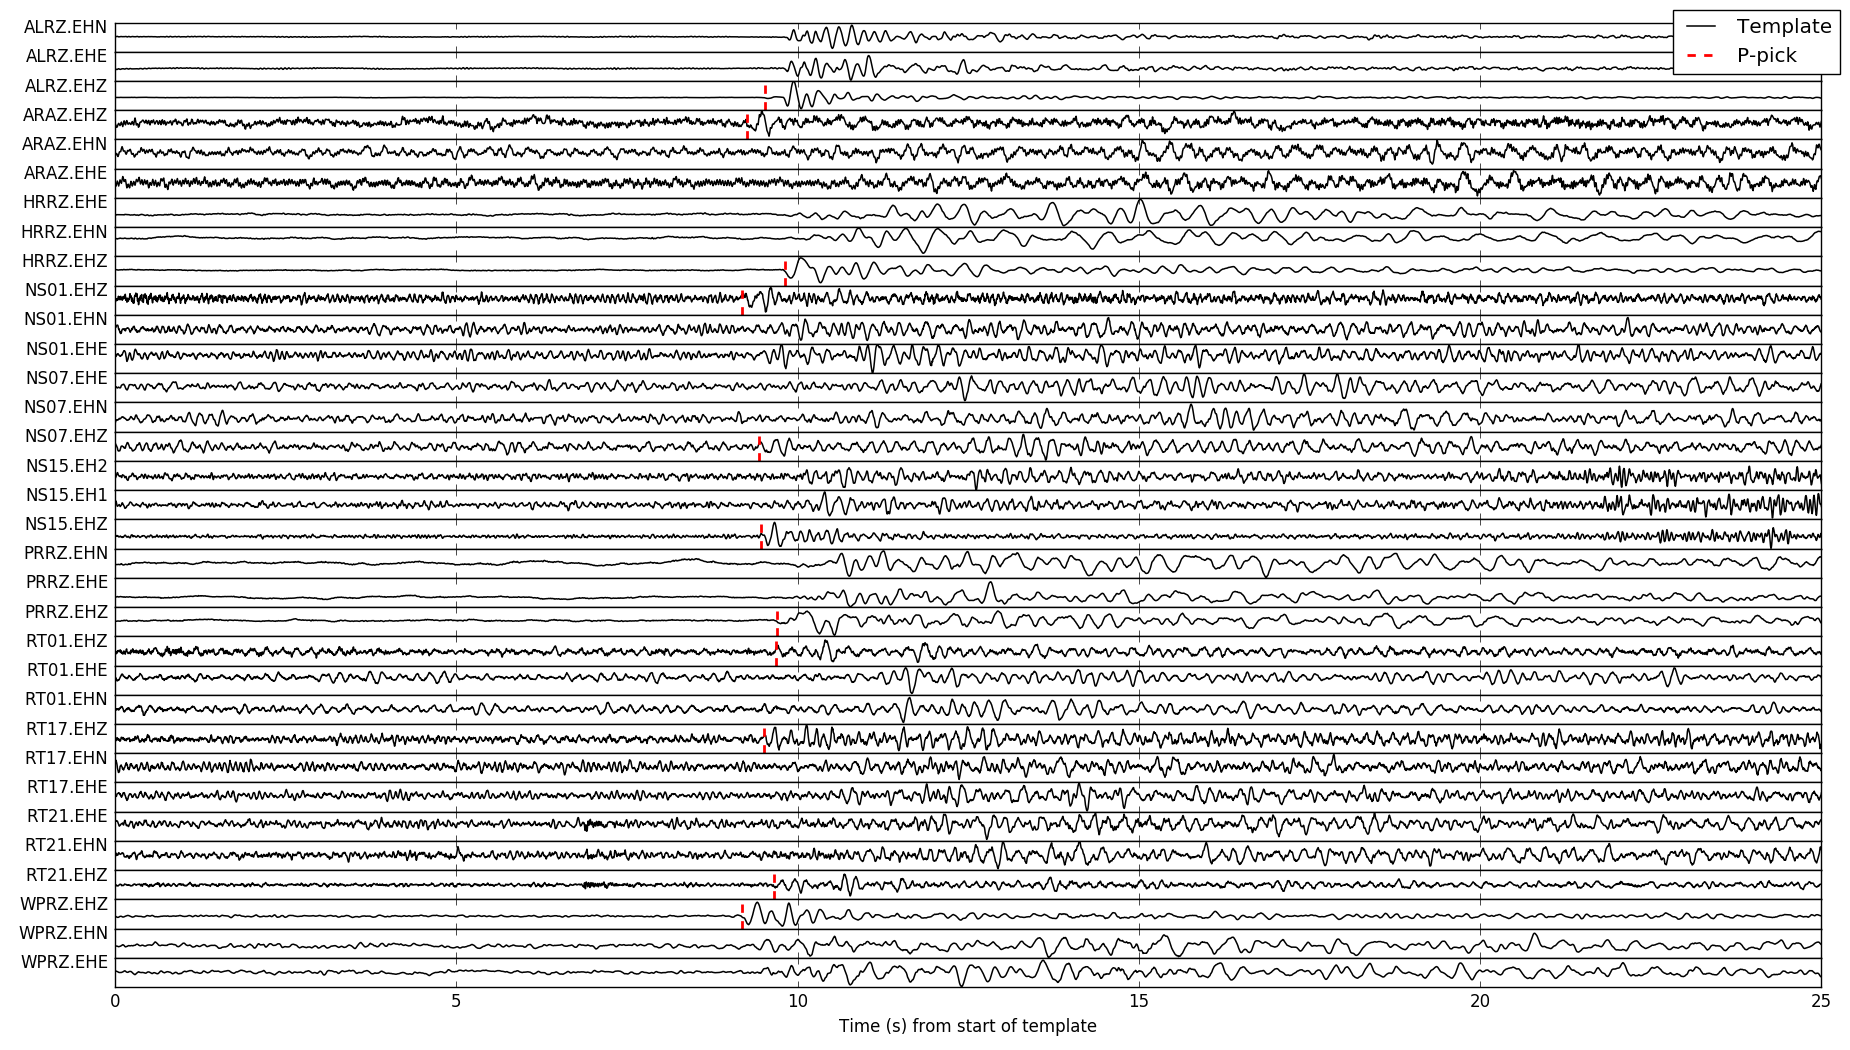 ALRZ.EHN
ALRZ.EHE
ALRZ.EHZ
ARAZ.EHZ
ARAZ.EHN
ARAZ.EHE
HRRZ.EHE
HRRZ.EHN
HRRZ.EHZ
NS01.EHZ
NS01.EHN
NS01.EHE
NS07.EHE
NS07.EHN
NS07.EHZ
NS15.EH2
NS15.EH1
NS15.EHZ
PRRZ.EHN
PRRZ.EHE
PRRZ.EHZ
RT01.EHZ
RT01.EHE
RT01.EHN
RT17.EHZ
RT17.EHN
RT17.EHE
RT21.EHE
RT21.EHN
RT21.EHZ
WPRZ.EHZ
WPRZ.EHN
WPRZ.EHE
Template
P-pick
0 5 10 15 20 25
Time (s) from start of template